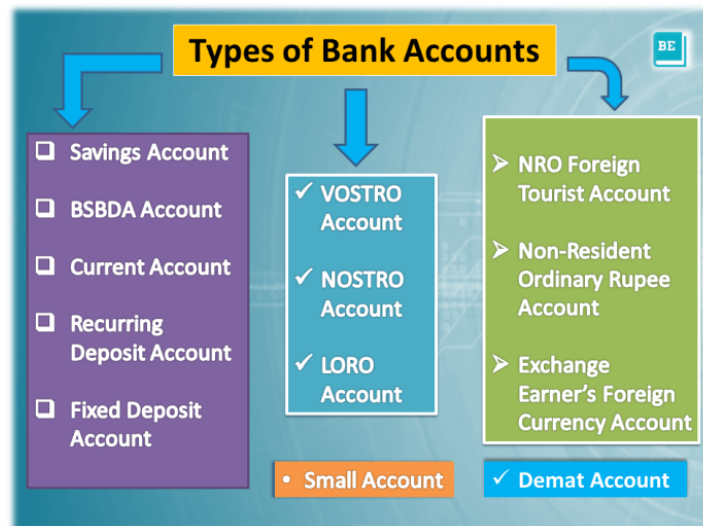 Types of Bank Accounts
BE
Savings Account
BSBDA Account
Current Account
Recurring
Deposit Account
Fixed Deposit
Account
VOSTRO
Account
NOSTRO
Account
LORO
Account
NRO Foreign
Tourist Account
Non-Resident
Ordinary Rupee
Account
Exchange
Earner's Foreign
Currency Account
Small Account
Demat Account